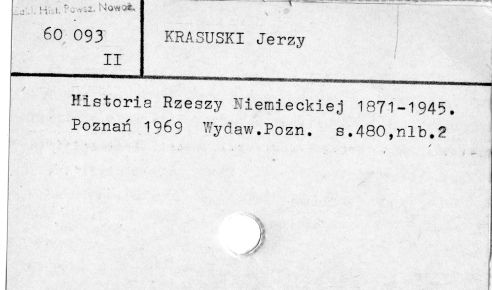 Zakł. Hist. Powsz. Nowoż.
60 093
II
KRASUSKI Jerzy
Historia Rzeszy Niemieckiej 1871-1945.
Poznań 1969 Wydaw.Pozn. s.480,nlb.2